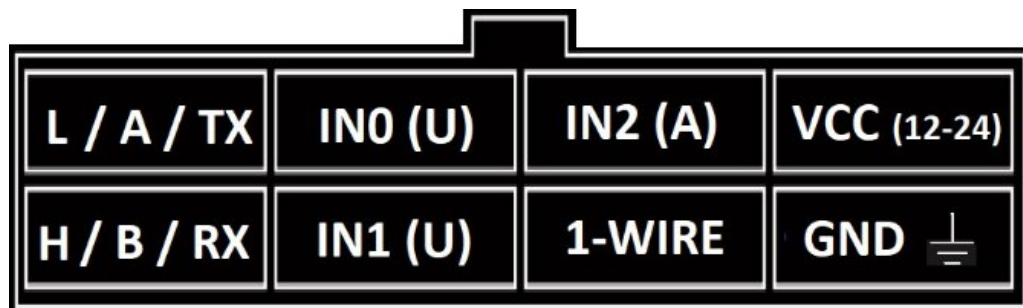 L / A / TX IN0 (U) IN2 (A) VCC (12-24)
H / B / RX IN1 (U) 1-WIRE GND